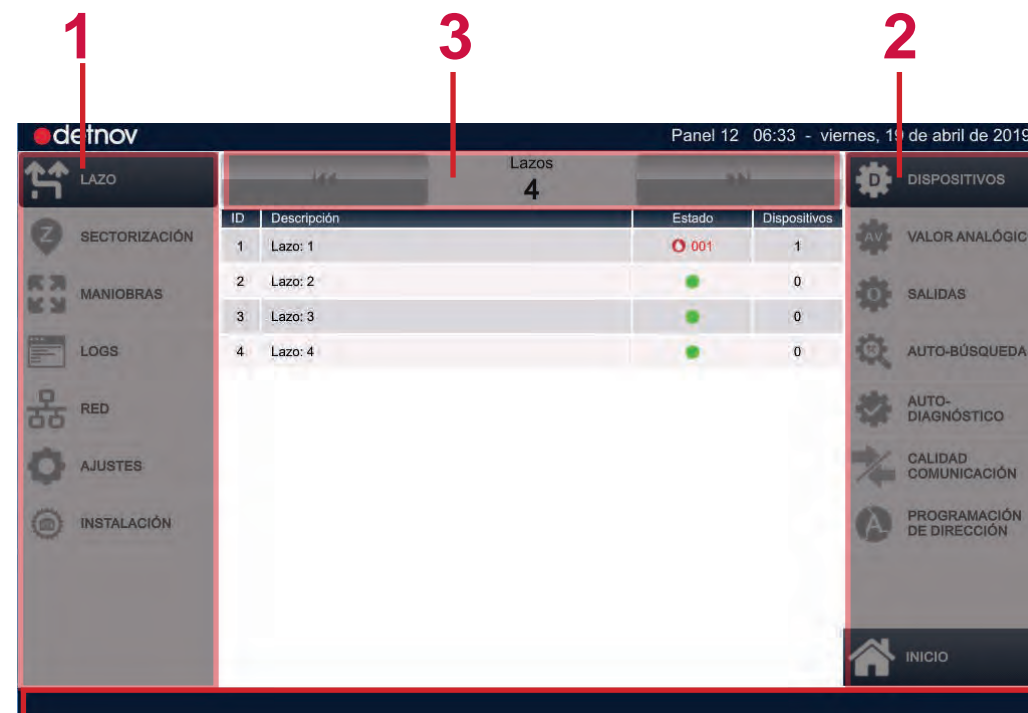 1
3
2
detnov
Panel 12 06:33 - viernes, 19 de abril de 2019
LAZO
SECTORIZACIÓN
MANIOBRAS
LOGS
RED
AJUSTES
INSTALACIÓN
Lazos
4
ID Descripción Estado Dispositivos
1 Lazo: 1 001 1
2 Lazo: 2 0
3 Lazo: 3 0
4 Lazo: 4 0
D
DISPOSITIVOS
AV
VALOR ANALÓGIC
SALIDAS
AUTO-BÚSQUEDA
AUTO-
DIAGNÓSTICO
CALIDAD
COMUNICACIÓN
A
PROGRAMACIÓN
DE DIRECCIÓN
INICIO
Z